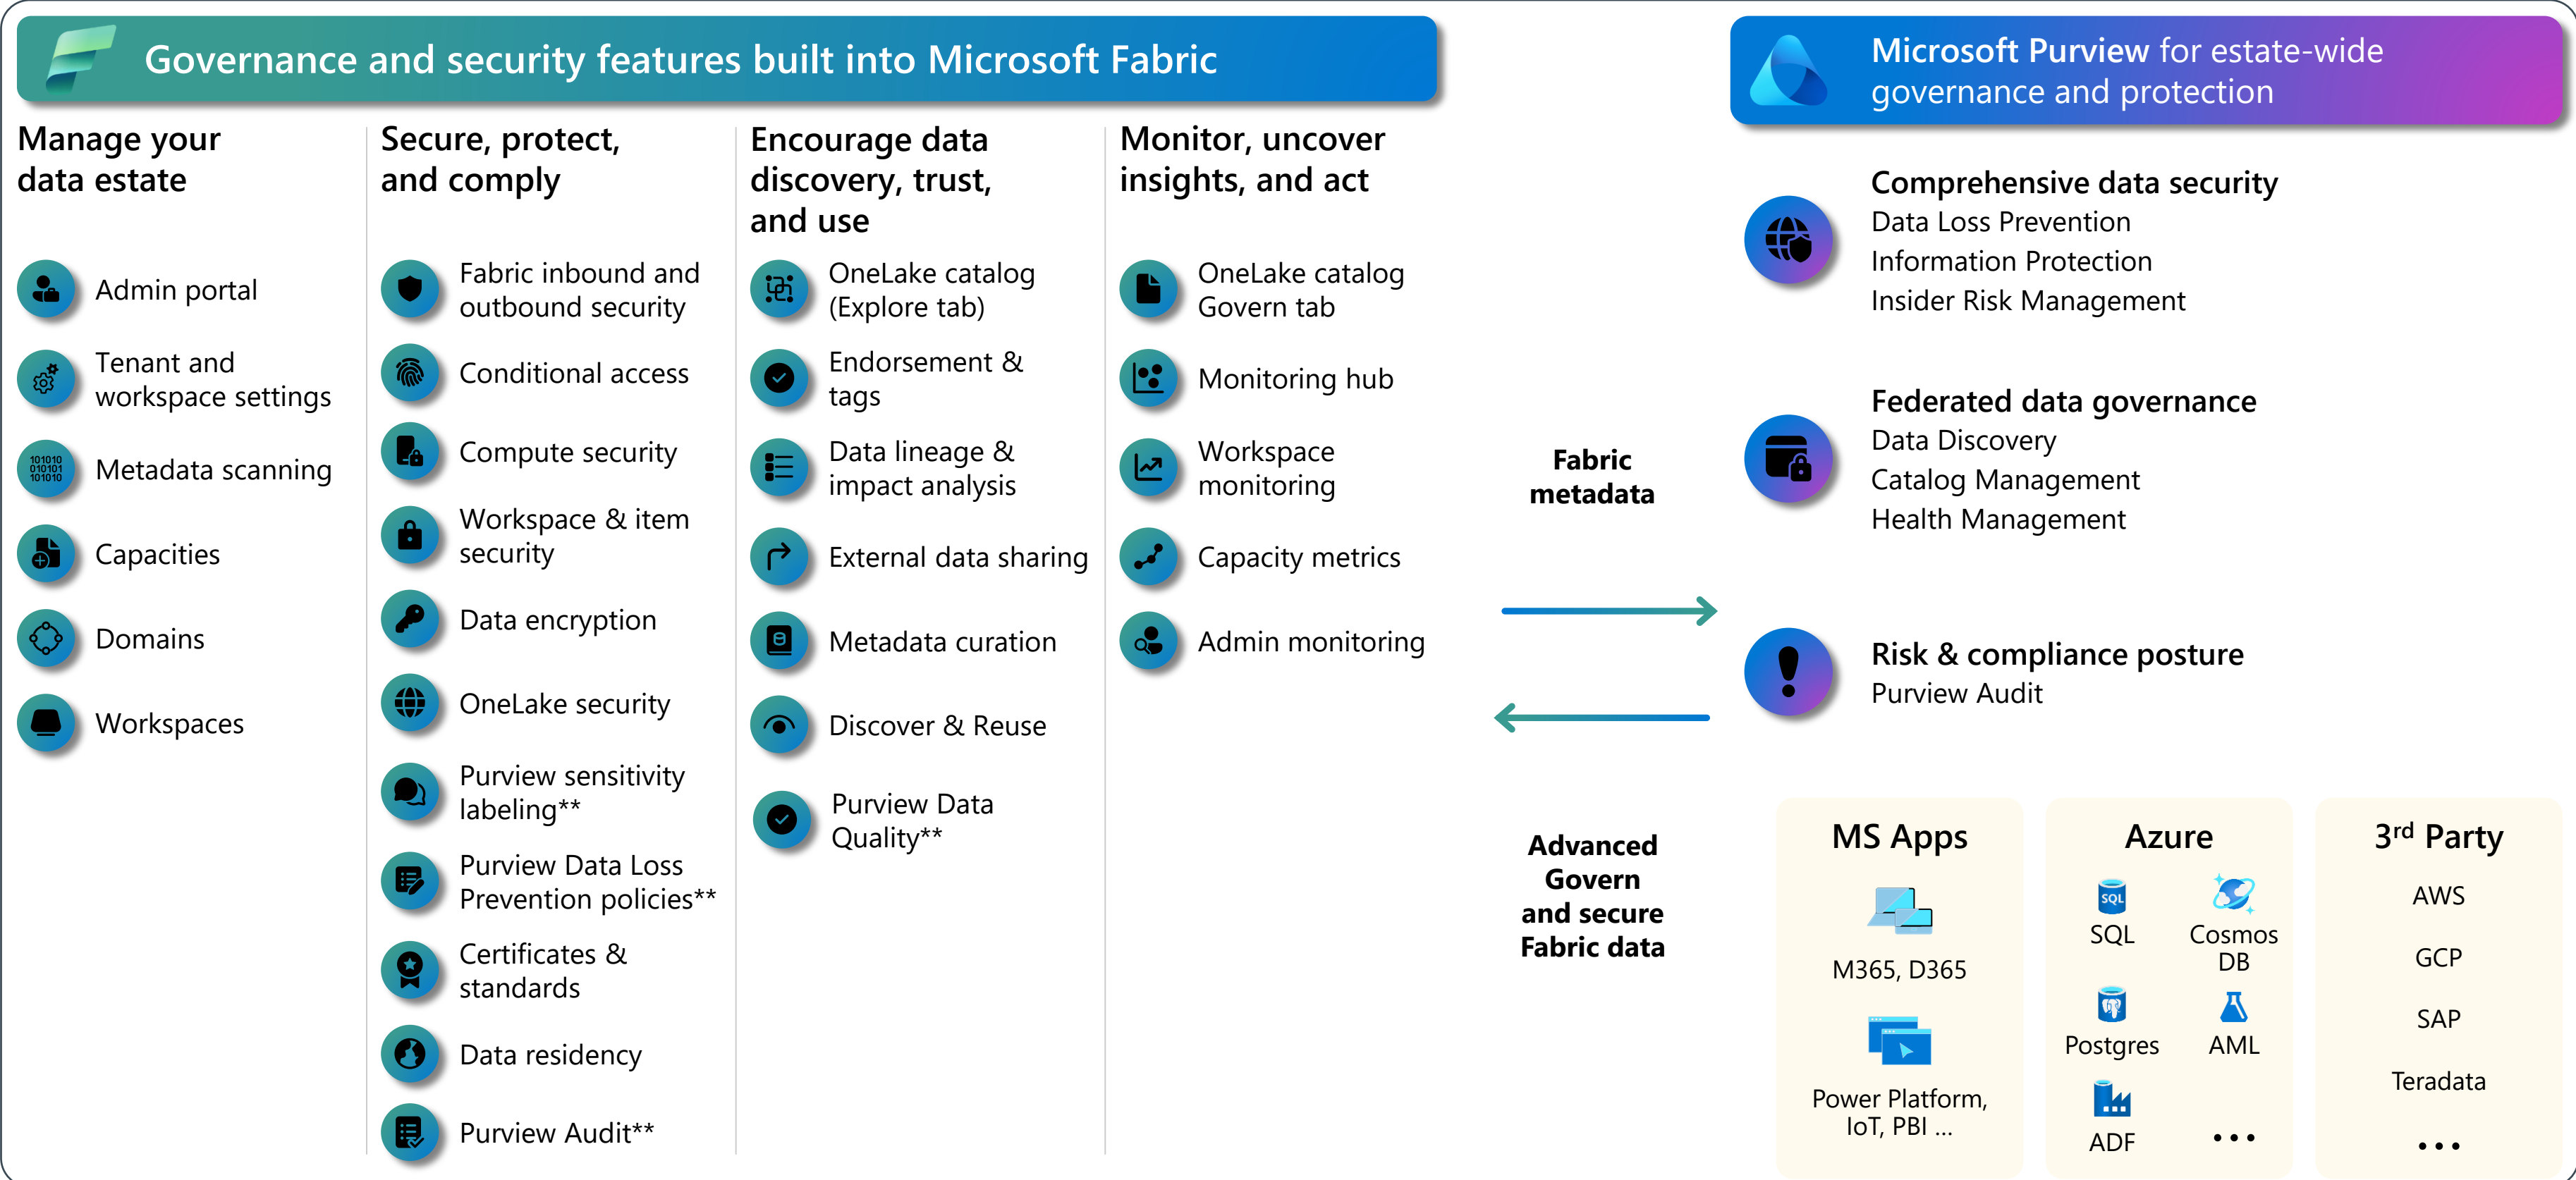 Governance and security features built into Microsoft Fabric
Manage your
data estate
Admin portal
Tenant and
workspace settings
101010
010101
101010
Metadata scanning
Capacities
Domains
Workspaces
Secure, protect,
and comply
Fabric inbound and
outbound security
Conditional access
Compute security
Workspace & item
security
Data encryption
OneLake security
Purview sensitivity
labeling**
Purview Data Loss
Prevention policies**
Certificates &
standards
Data residency
Purview Audit**
Encourage data
discovery, trust,
and use
OneLake catalog
(Explore tab)
Endorsement &
tags
Data lineage &
impact analysis
External data sharing
Metadata curation
Discover & Reuse
Purview Data
Quality**
Monitor, uncover
insights, and act
OneLake catalog
Govern tab
Monitoring hub
Workspace
monitoring
Capacity metrics
Admin monitoring
Fabric
metadata
Advanced
Govern
and secure
Fabric data
Microsoft Purview for estate-wide
governance and protection
Comprehensive data security
Data Loss Prevention
Information Protection
Insider Risk Management
Federated data governance
Data Discovery
Catalog Management
Health Management
Risk & compliance posture
Purview Audit
MS Apps
M365, D365
Power Platform,
IoT, PBI ...
Azure
SQL
SQL
Cosmos
DB
Postgres
AML
ADF
...
3rd Party
AWS
GCP
SAP
Teradata
...